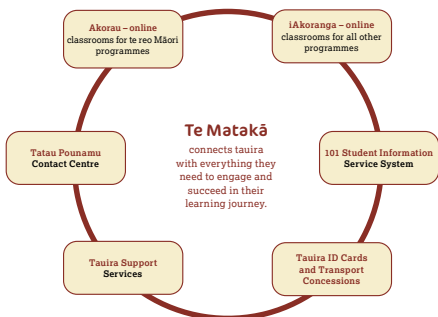 Akorau – online
classrooms for te reo Māori
programmes
iAkoranga – online
classrooms for all other
programmes
Te Matakā
connects tauira
with everything they
need to engage and
succeed in their
learning journey.
Tatau Pounamu
Contact Centre
101 Student Information
Service System
Tauira Support
Services
Tauira ID Cards
and Transport
Concessions